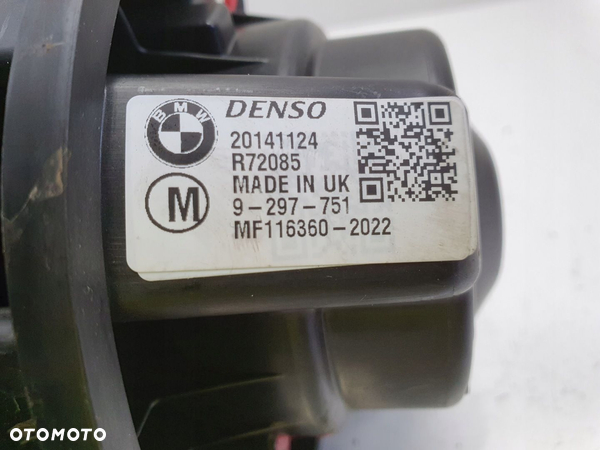 BMW
DENSO
20141124
R72085
MADE IN UK
9-297-751
MF116360-2022
M
OTOMOTO